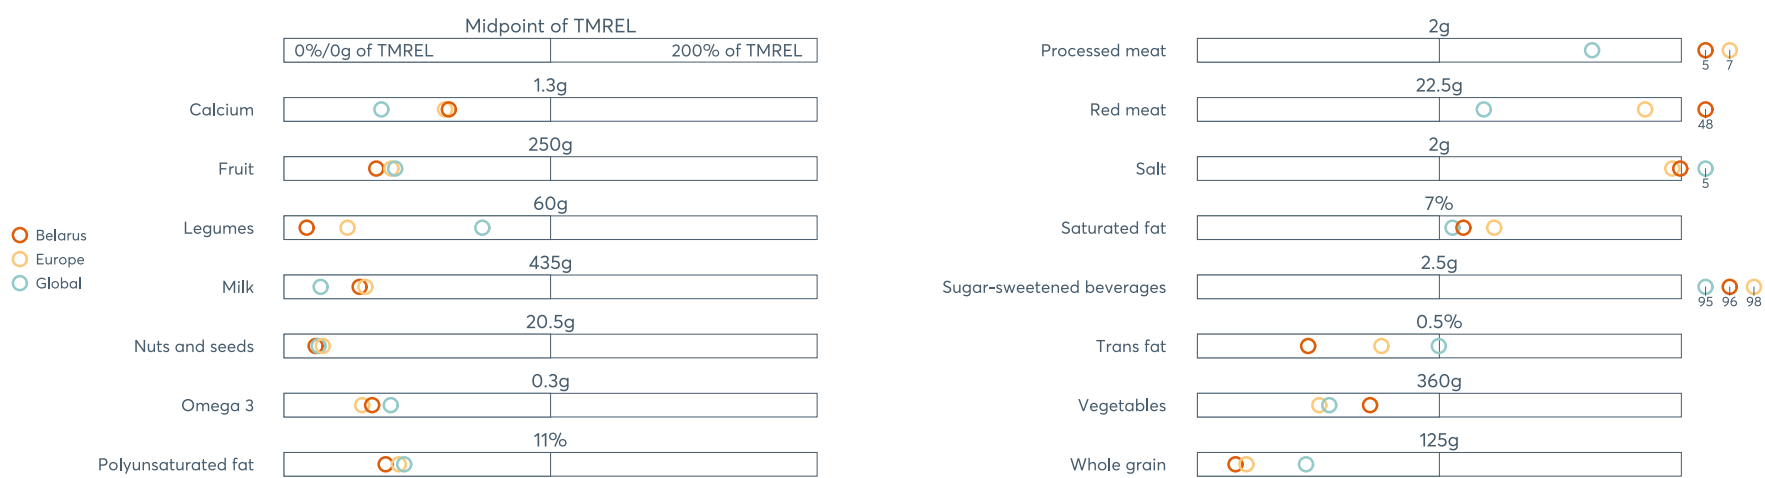 Midpoint of TMREL
0%/0g of TMREL 200% of TMREL
1.3g
Calcium
250g
Fruit
60g
Legumes
435g
Milk
20.5g
Nuts and seeds
0.3g
Omega 3
11%
Polyunsaturated fat
Belarus
Europe
Global
2g
Processed meat
5 7
22.5g
Red meat
48
2g
Salt
5
7%
Saturated fat
2.5g
Sugar-sweetened beverages
95 96 98
0.5%
Trans fat
360g
Vegetables
125g
Whole grain